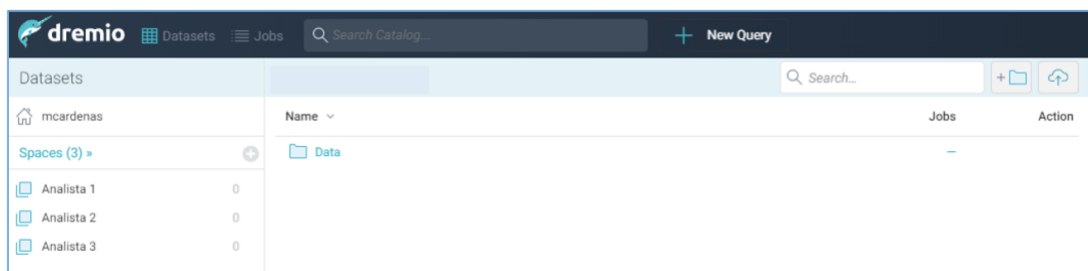 dremio Datasets Jobs Search Catalog... + New Query
Datasets Search... +
mcardenas Name Jobs Action
Spaces (3) » Data –
Analista 1 0
Analista 2 0
Analista 3 0